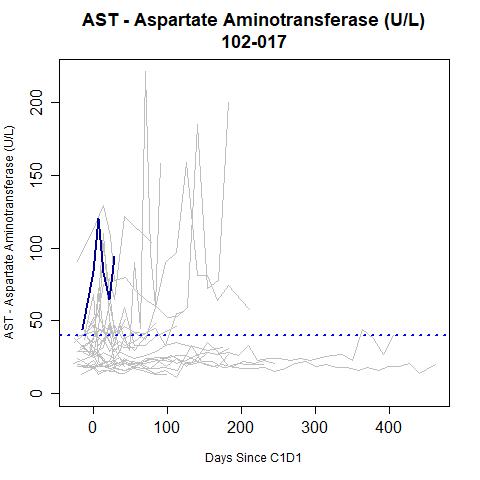 AST - Aspartate Aminotransferase (U/L)
102-017
AST - Aspartate Aminotransferase (U/L)
200
150
100
50
0
0 100 200 300 400
Days Since C1D1